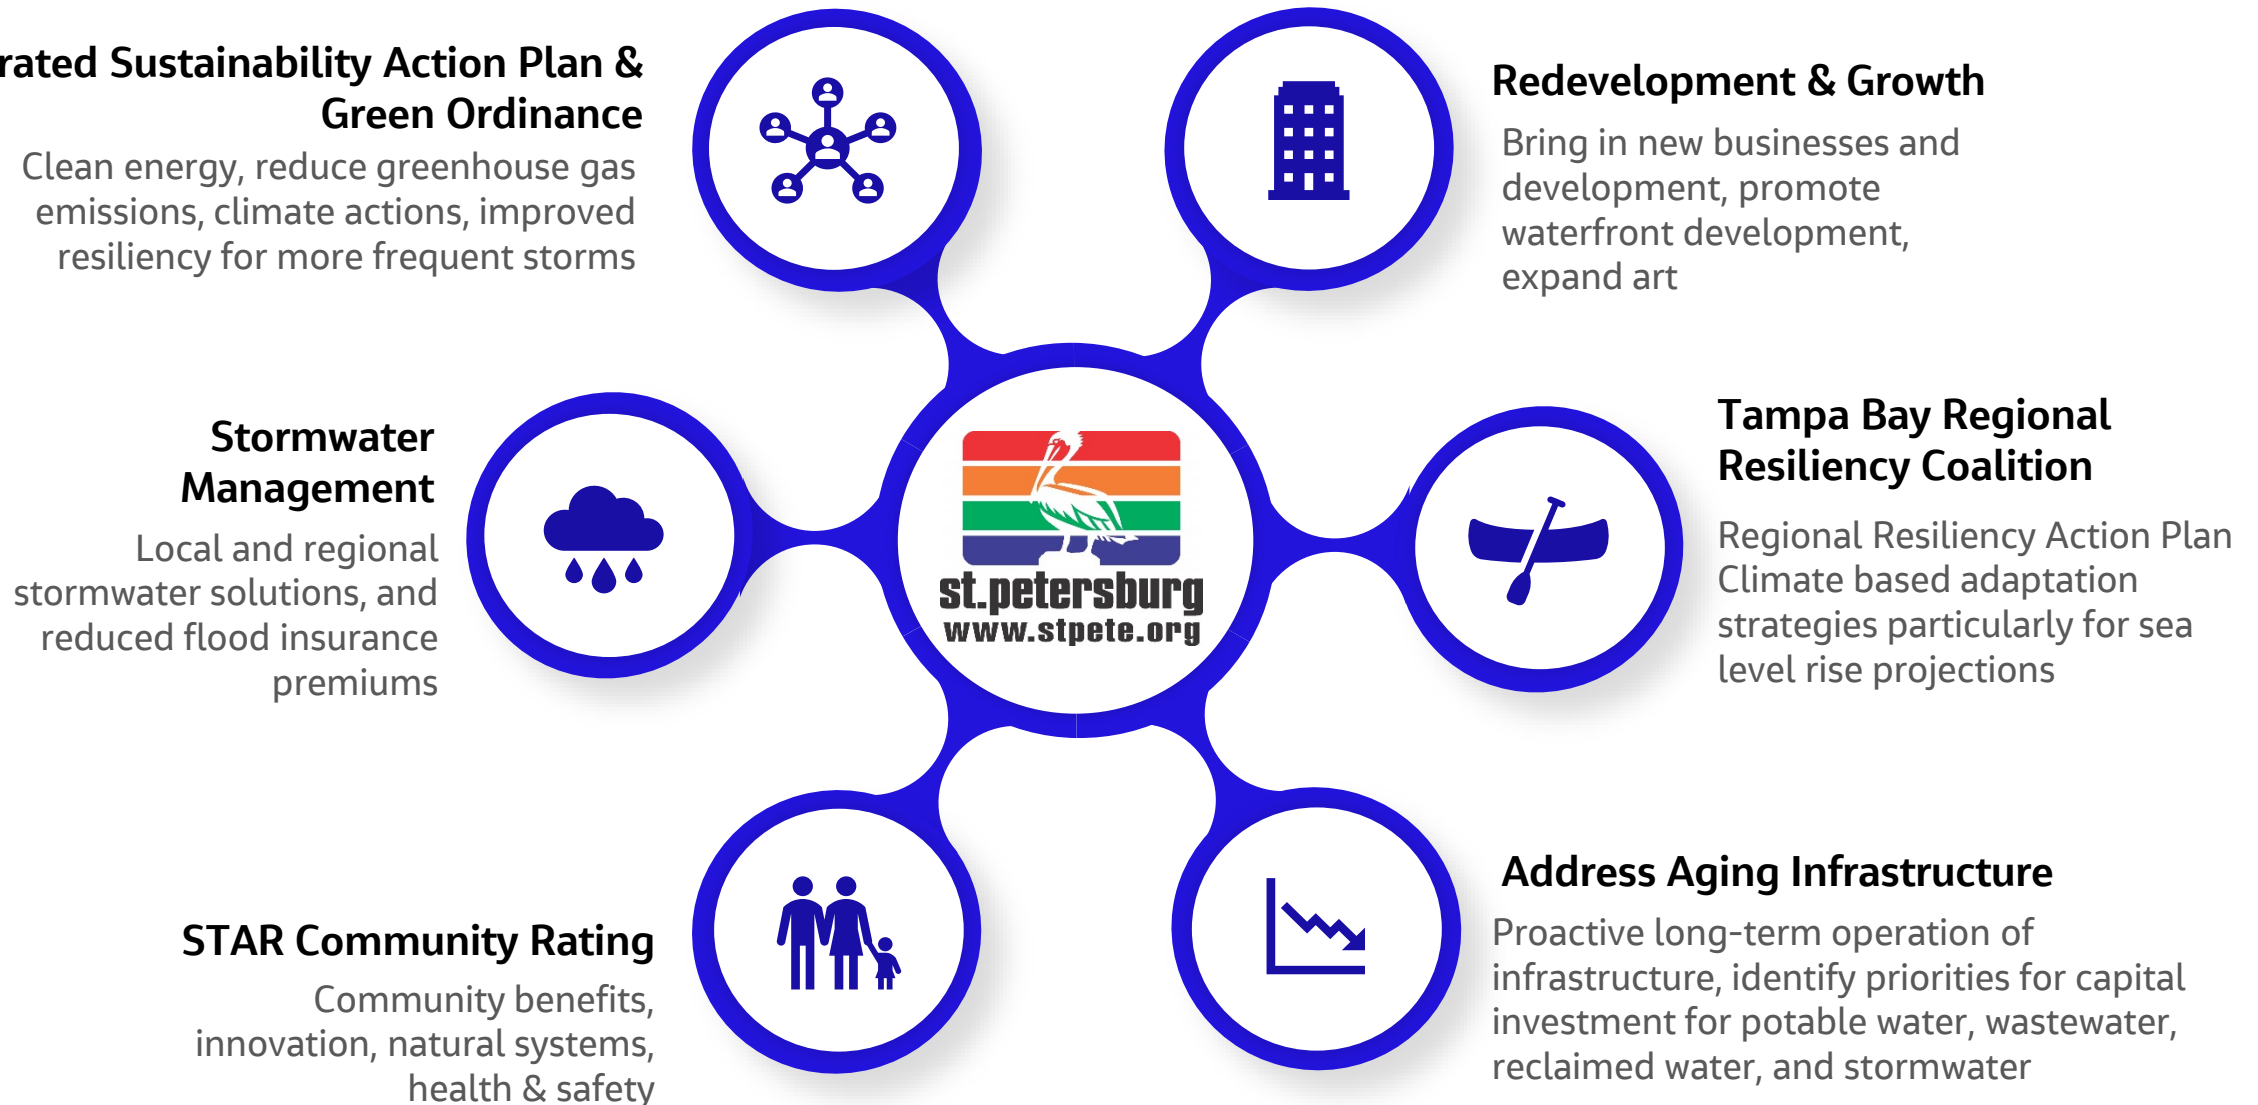 rated Sustainability Action Plan &
Green Ordinance
Clean energy, reduce greenhouse gas
emissions, climate actions, improved
resiliency for more frequent storms
Redevelopment & Growth
Bring in new businesses and
development, promote
waterfront development,
expand art
Stormwater
Management
Local and regional
stormwater solutions, and
reduced flood insurance
premiums
st.petersburg
www.stpete.org
Tampa Bay Regional
Resiliency Coalition
Regional Resiliency Action Plan
Climate based adaptation
strategies particularly for sea
level rise projections
STAR Community Rating
Community benefits,
innovation, natural systems,
health & safety
Address Aging Infrastructure
Proactive long-term operation of
infrastructure, identify priorities for capital
investment for potable water, wastewater,
reclaimed water, and stormwater